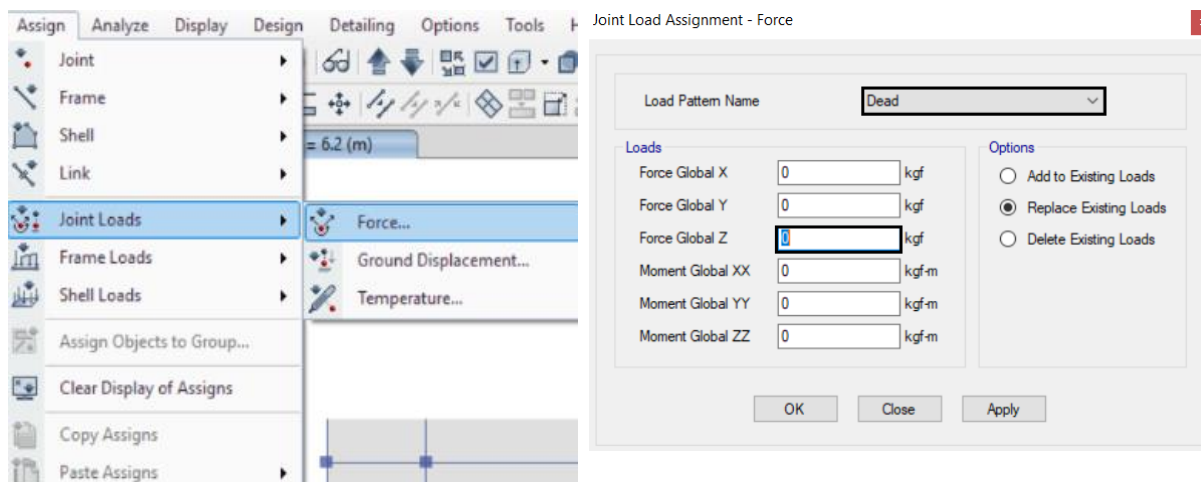 Assign Analyze Display Design Detailing Options Tools
Joint
Frame
Shell
Link
= 6.2 (m)
Joint Loads
Force...
Frame Loads
Ground Displacement...
Shell Loads
Temperature...
Assign Objects to Group...
Clear Display of Assigns
Copy Assigns
Paste Assigns
Joint Load Assignment - Force
Load Pattern Name Dead
Loads
Force Global X 0 kgf
Force Global Y 0 kgf
Force Global Z 0 kgf
Moment Global XX 0 kgf-m
Moment Global YY 0 kgf-m
Moment Global ZZ 0 kgf-m
Options
Add to Existing Loads
Replace Existing Loads
Delete Existing Loads
OK Close Apply